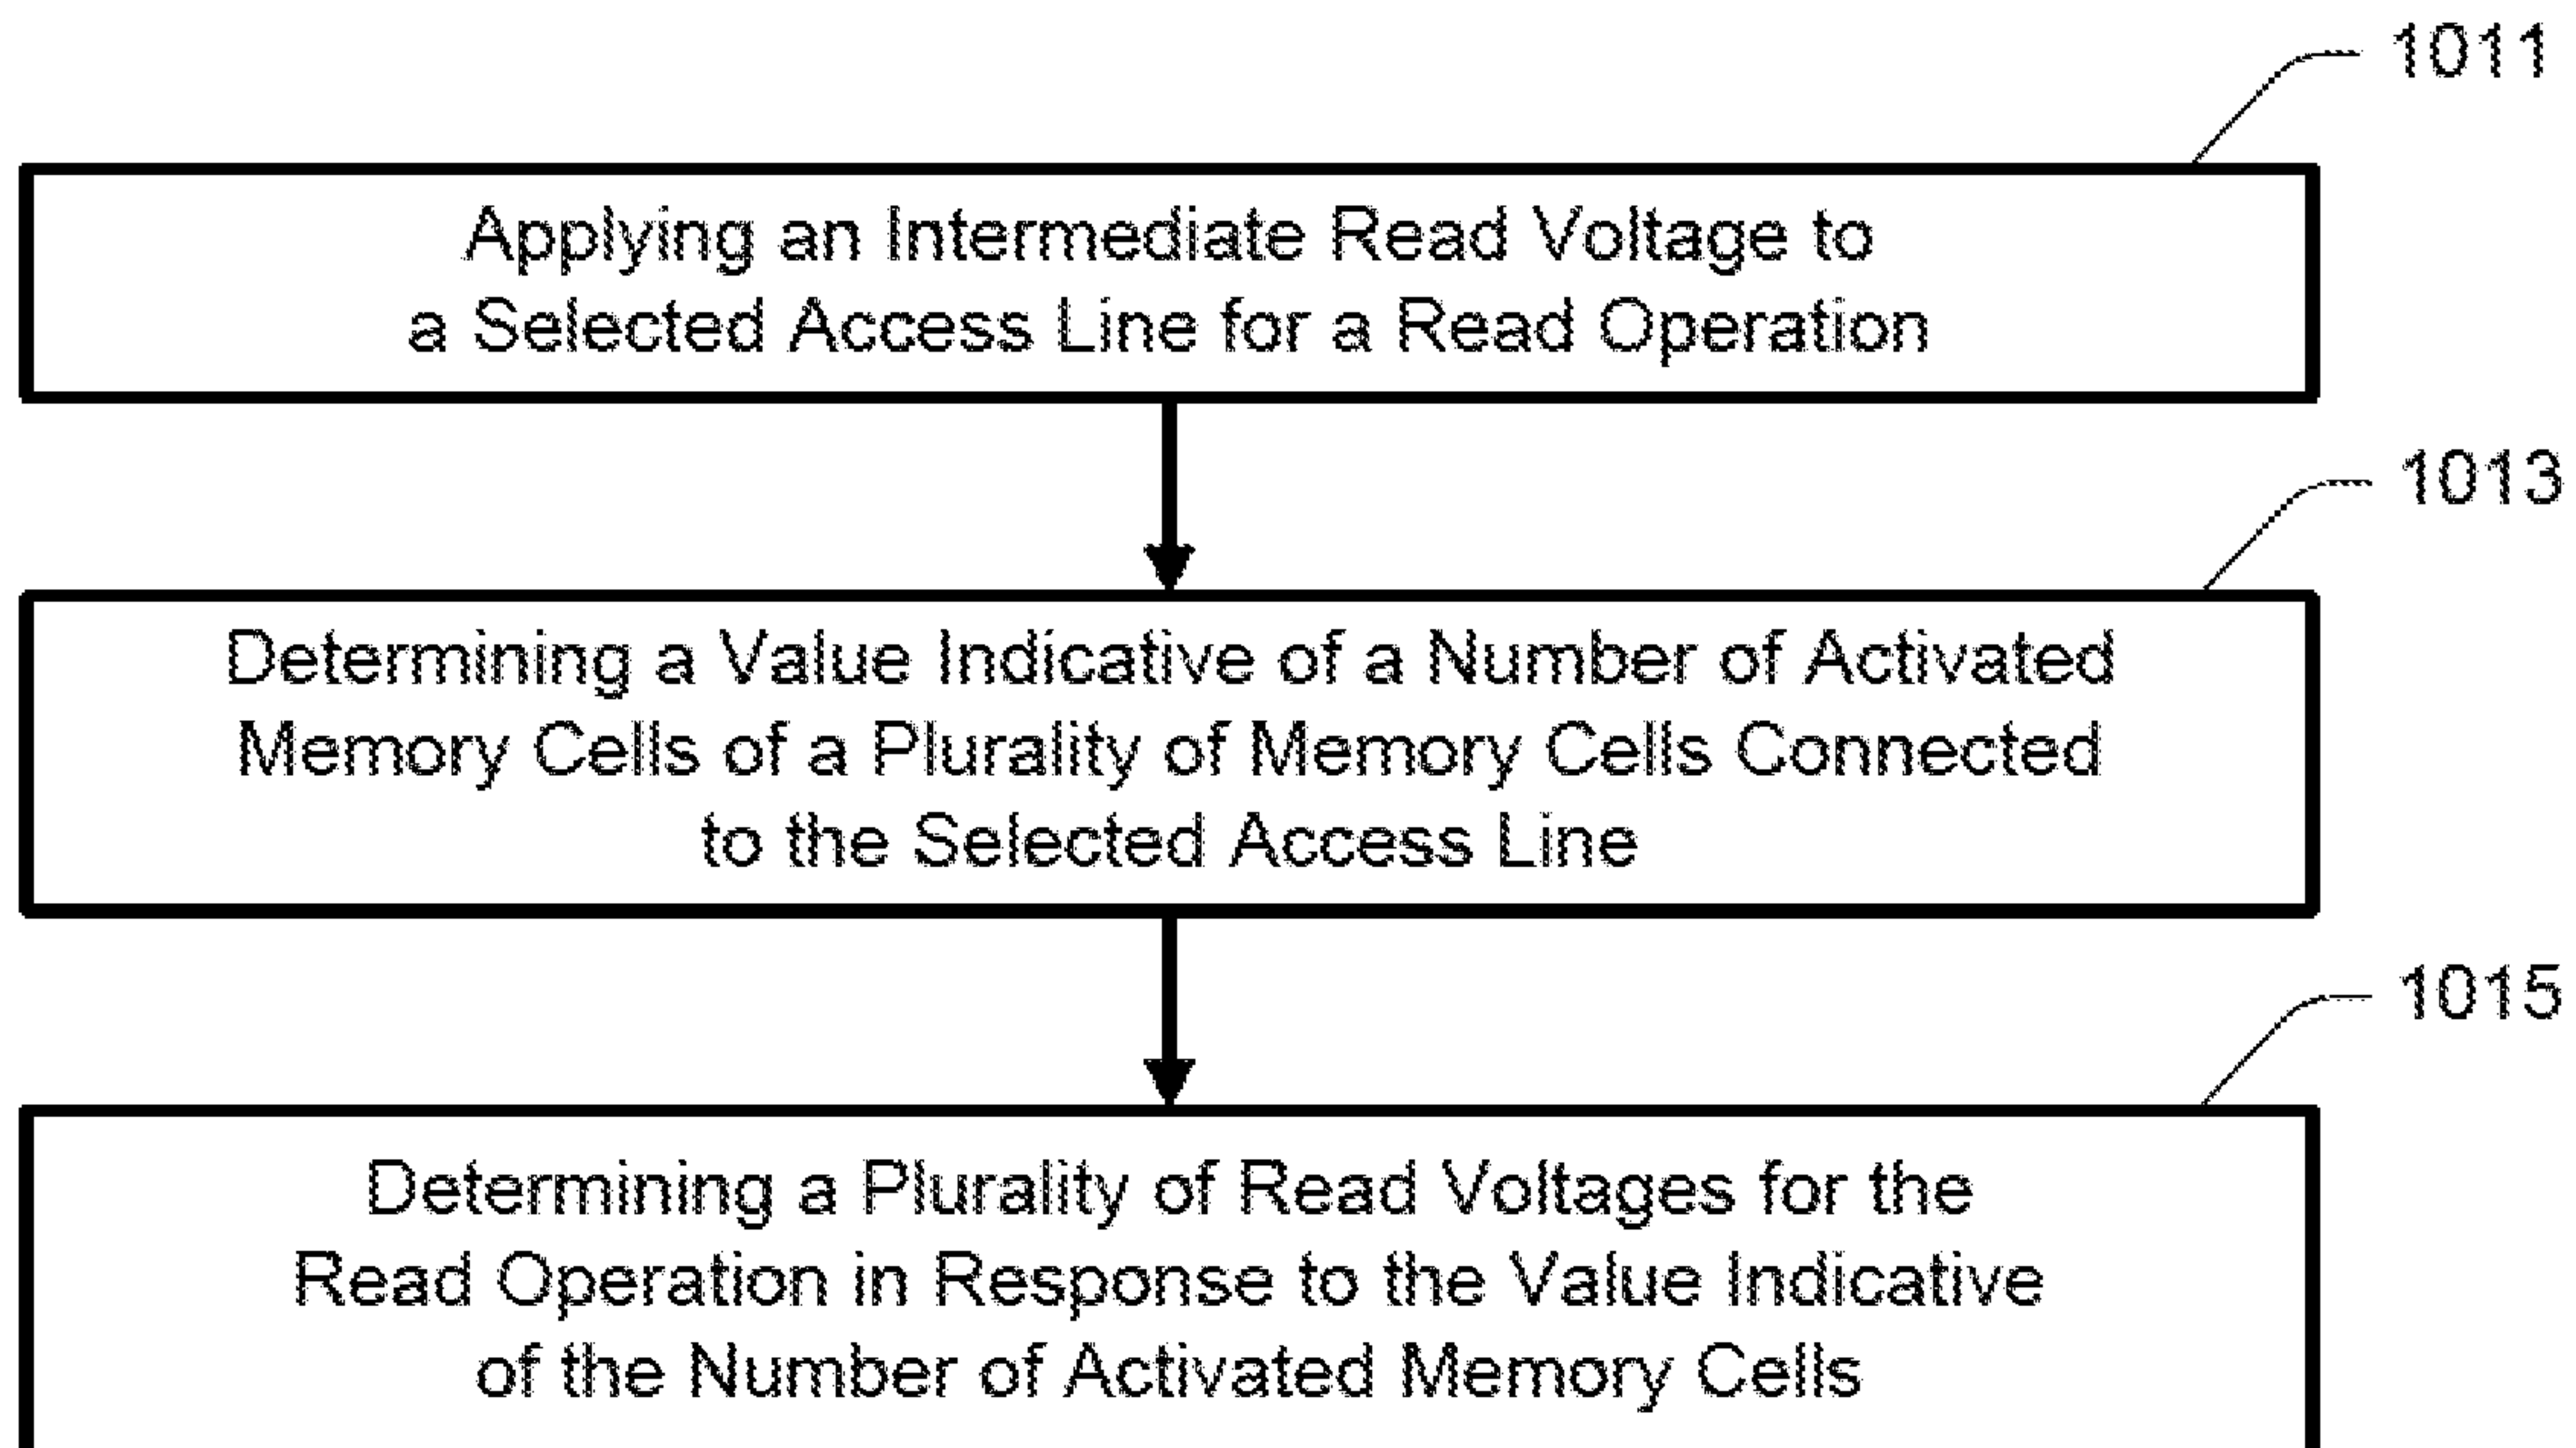 1011
Applying an Intermediate Read Voltage to
a Selected Access Line for a Read Operation
1013
Determining a Value Indicative of a Number of Activated
Memory Cells of a Plurality of Memory Cells Connected
to the Selected Access Line
1015
Determining a Plurality of Read Voltages for the
Read Operation in Response to the Value Indicative
of the Number of Activated Memory Cells